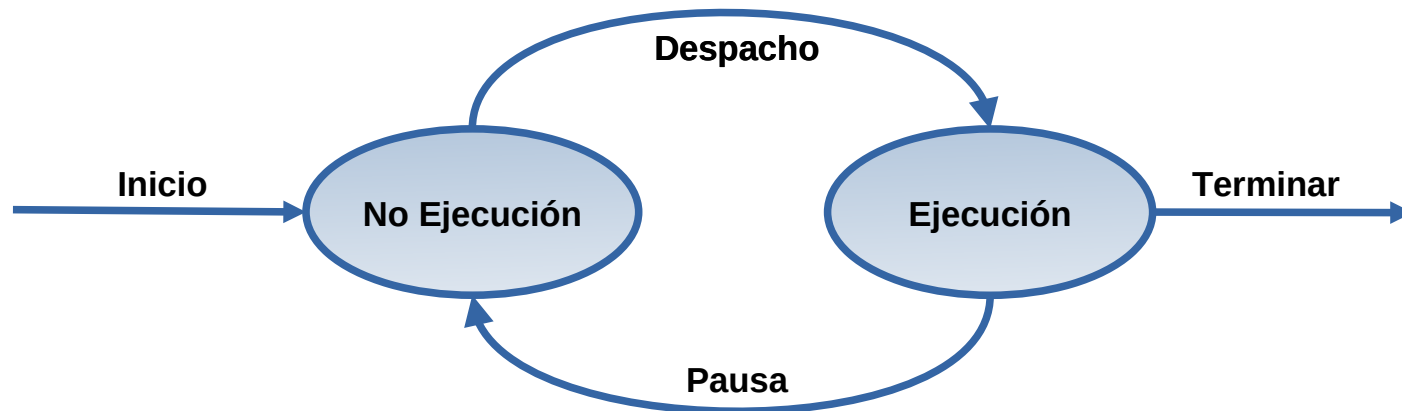 Despacho
Inicio
No Ejecución
Ejecución
Terminar
Pausa